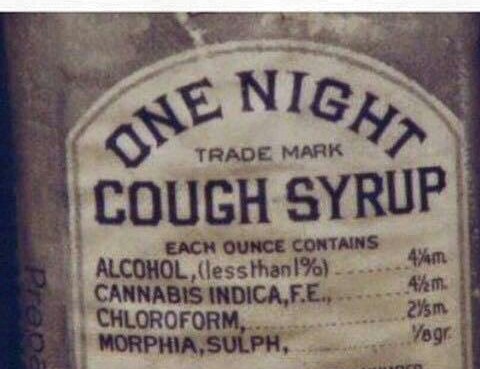 ONE NIGHT
TRADE MARK
COUGH SYRUP
EACH OUNCE CONTAINS
ALCOHOL, (less than 1%) 4¼m.
CANNABIS INDICA, F.E., 4½m.
CHLOROFORM, 2⅕m.
MORPHIA, SULPH, ⅛gr.
Prepa